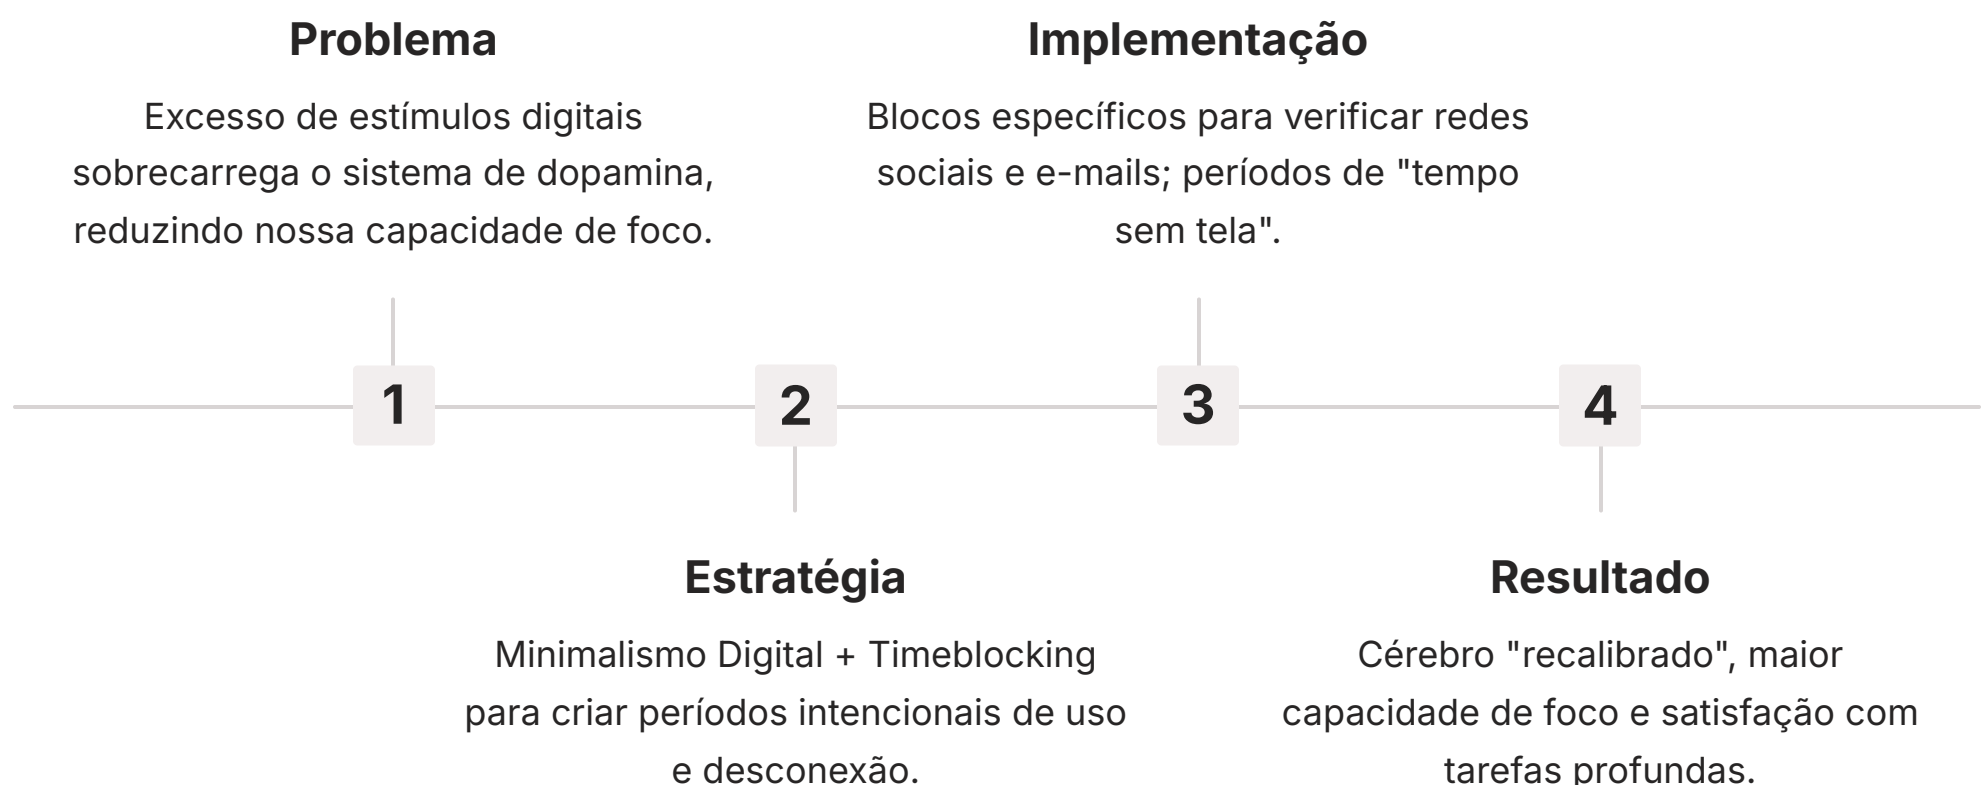 Problema
Excesso de estímulos digitais
sobrecarrega o sistema de dopamina,
reduzindo nossa capacidade de foco.
Implementação
Blocos específicos para verificar redes
sociais e e-mails; períodos de "tempo
sem tela".
1
2
3
4
Estratégia
Minimalismo Digital + Timeblocking
para criar períodos intencionais de uso
e desconexão.
Resultado
Cérebro "recalibrado", maior
capacidade de foco e satisfação com
tarefas profundas.